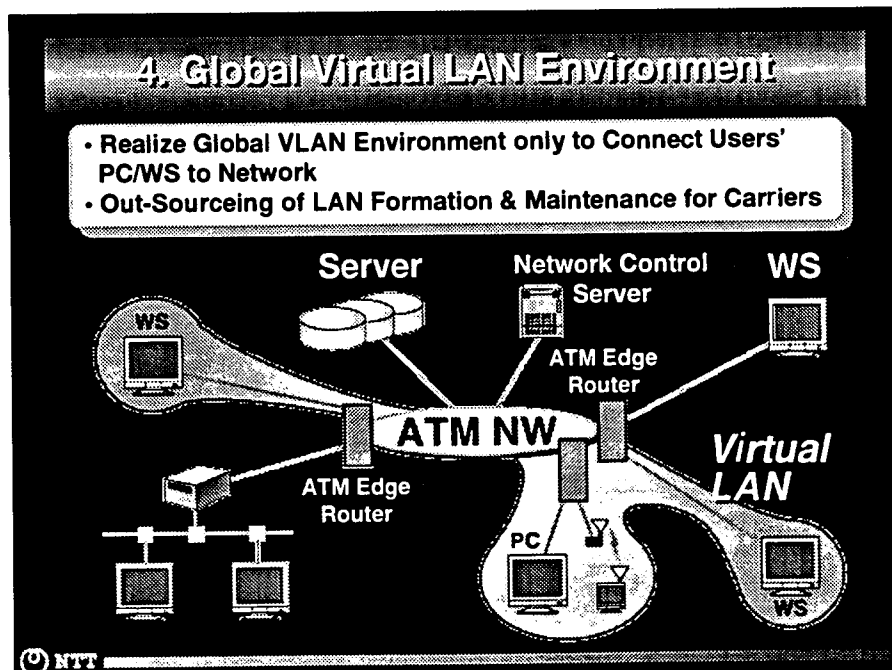 4. Global Virtual LAN Environment
• Realize Global VLAN Environment only to Connect Users'
PC/WS to Network
• Out-Sourceing of LAN Formation & Maintenance for Carriers
Server
Network Control
Server
WS
WS
ATM Edge
Router
ATM NW
Virtual
LAN
ATM Edge
Router
PC
WS
NTT